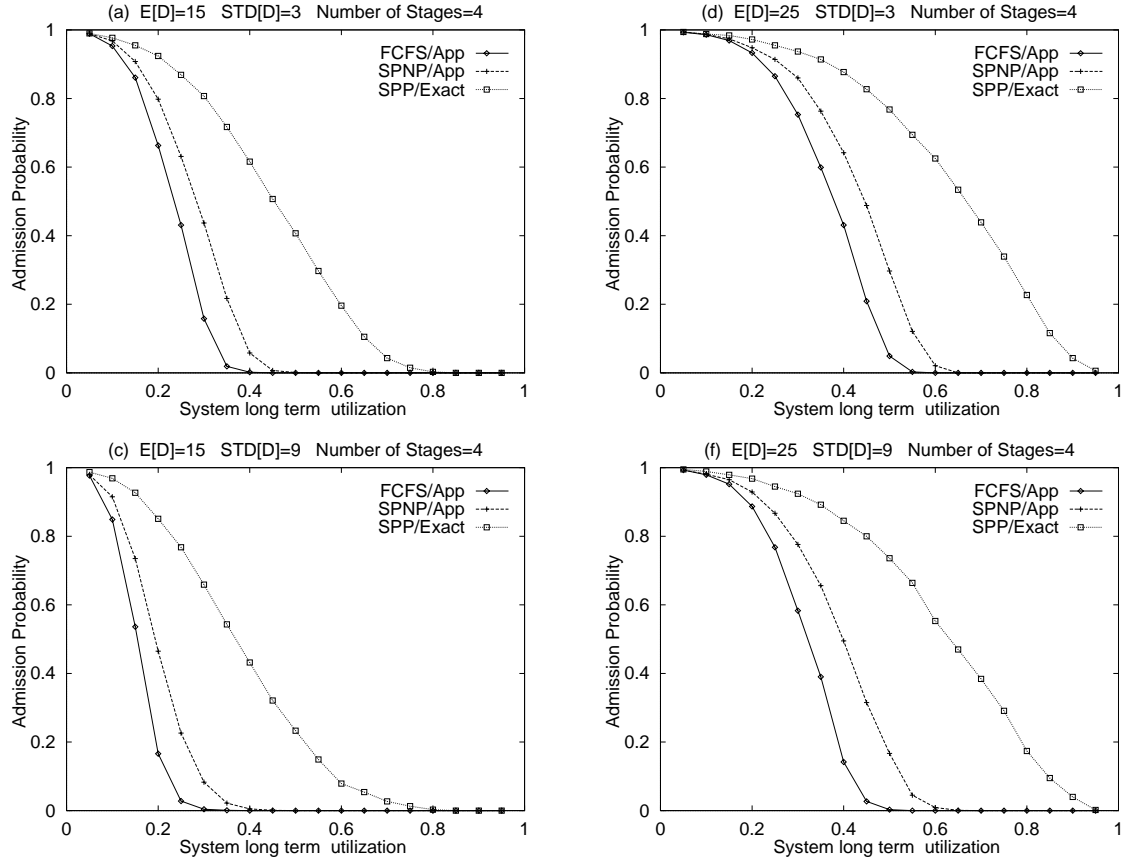 (a) E[D]=15 STD[D]=3 Number of Stages=4
1
0.8
0.6
0.4
0.2
0
Admission Probability
FCFS/App
SPNP/App
SPP/Exact
0 0.2 0.4 0.6 0.8 1
System long term utilization
(d) E[D]=25 STD[D]=3 Number of Stages=4
1
0.8
0.6
0.4
0.2
0
Admission Probability
FCFS/App
SPNP/App
SPP/Exact
0 0.2 0.4 0.6 0.8 1
System long term utilization
(c) E[D]=15 STD[D]=9 Number of Stages=4
1
0.8
0.6
0.4
0.2
0
Admission Probability
FCFS/App
SPNP/App
SPP/Exact
0 0.2 0.4 0.6 0.8 1
System long term utilization
(f) E[D]=25 STD[D]=9 Number of Stages=4
1
0.8
0.6
0.4
0.2
0
Admission Probability
FCFS/App
SPNP/App
SPP/Exact
0 0.2 0.4 0.6 0.8 1
System long term utilization